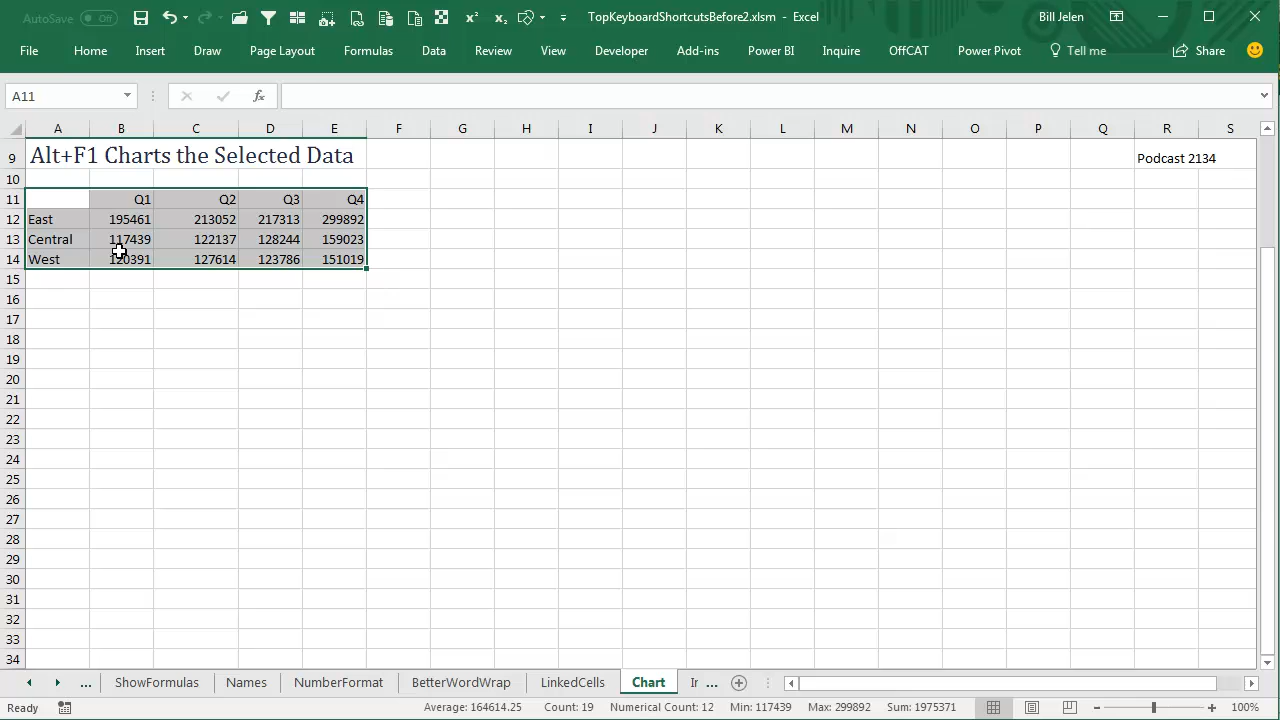 AutoSave Off TopKeyboardShortcutsBefore2.xlsm - Excel Bill Jelen
File Home Insert Draw Page Layout Formulas Data Review View Developer Add-ins Power BI Inquire OffCAT Power Pivot Tell me Share
A11 fx
A B C D E F G H I J K L M N O P Q R S
9 Alt+F1 Charts the Selected Data Podcast 2134
10
11 Q1 Q2 Q3 Q4
12 East 195461 213052 217313 299892
13 Central 117439 122137 128244 159023
14 West 120391 127614 123786 151019
15
16
17
18
19
20
21
22
23
24
25
26
27
28
29
30
31
32
33
34
... ShowFormulas Names NumberFormat BetterWordWrap LinkedCells Chart Ir ...
Ready Average: 164614.25 Count: 19 Numerical Count: 12 Min: 117439 Max: 299892 Sum: 1975371 100%